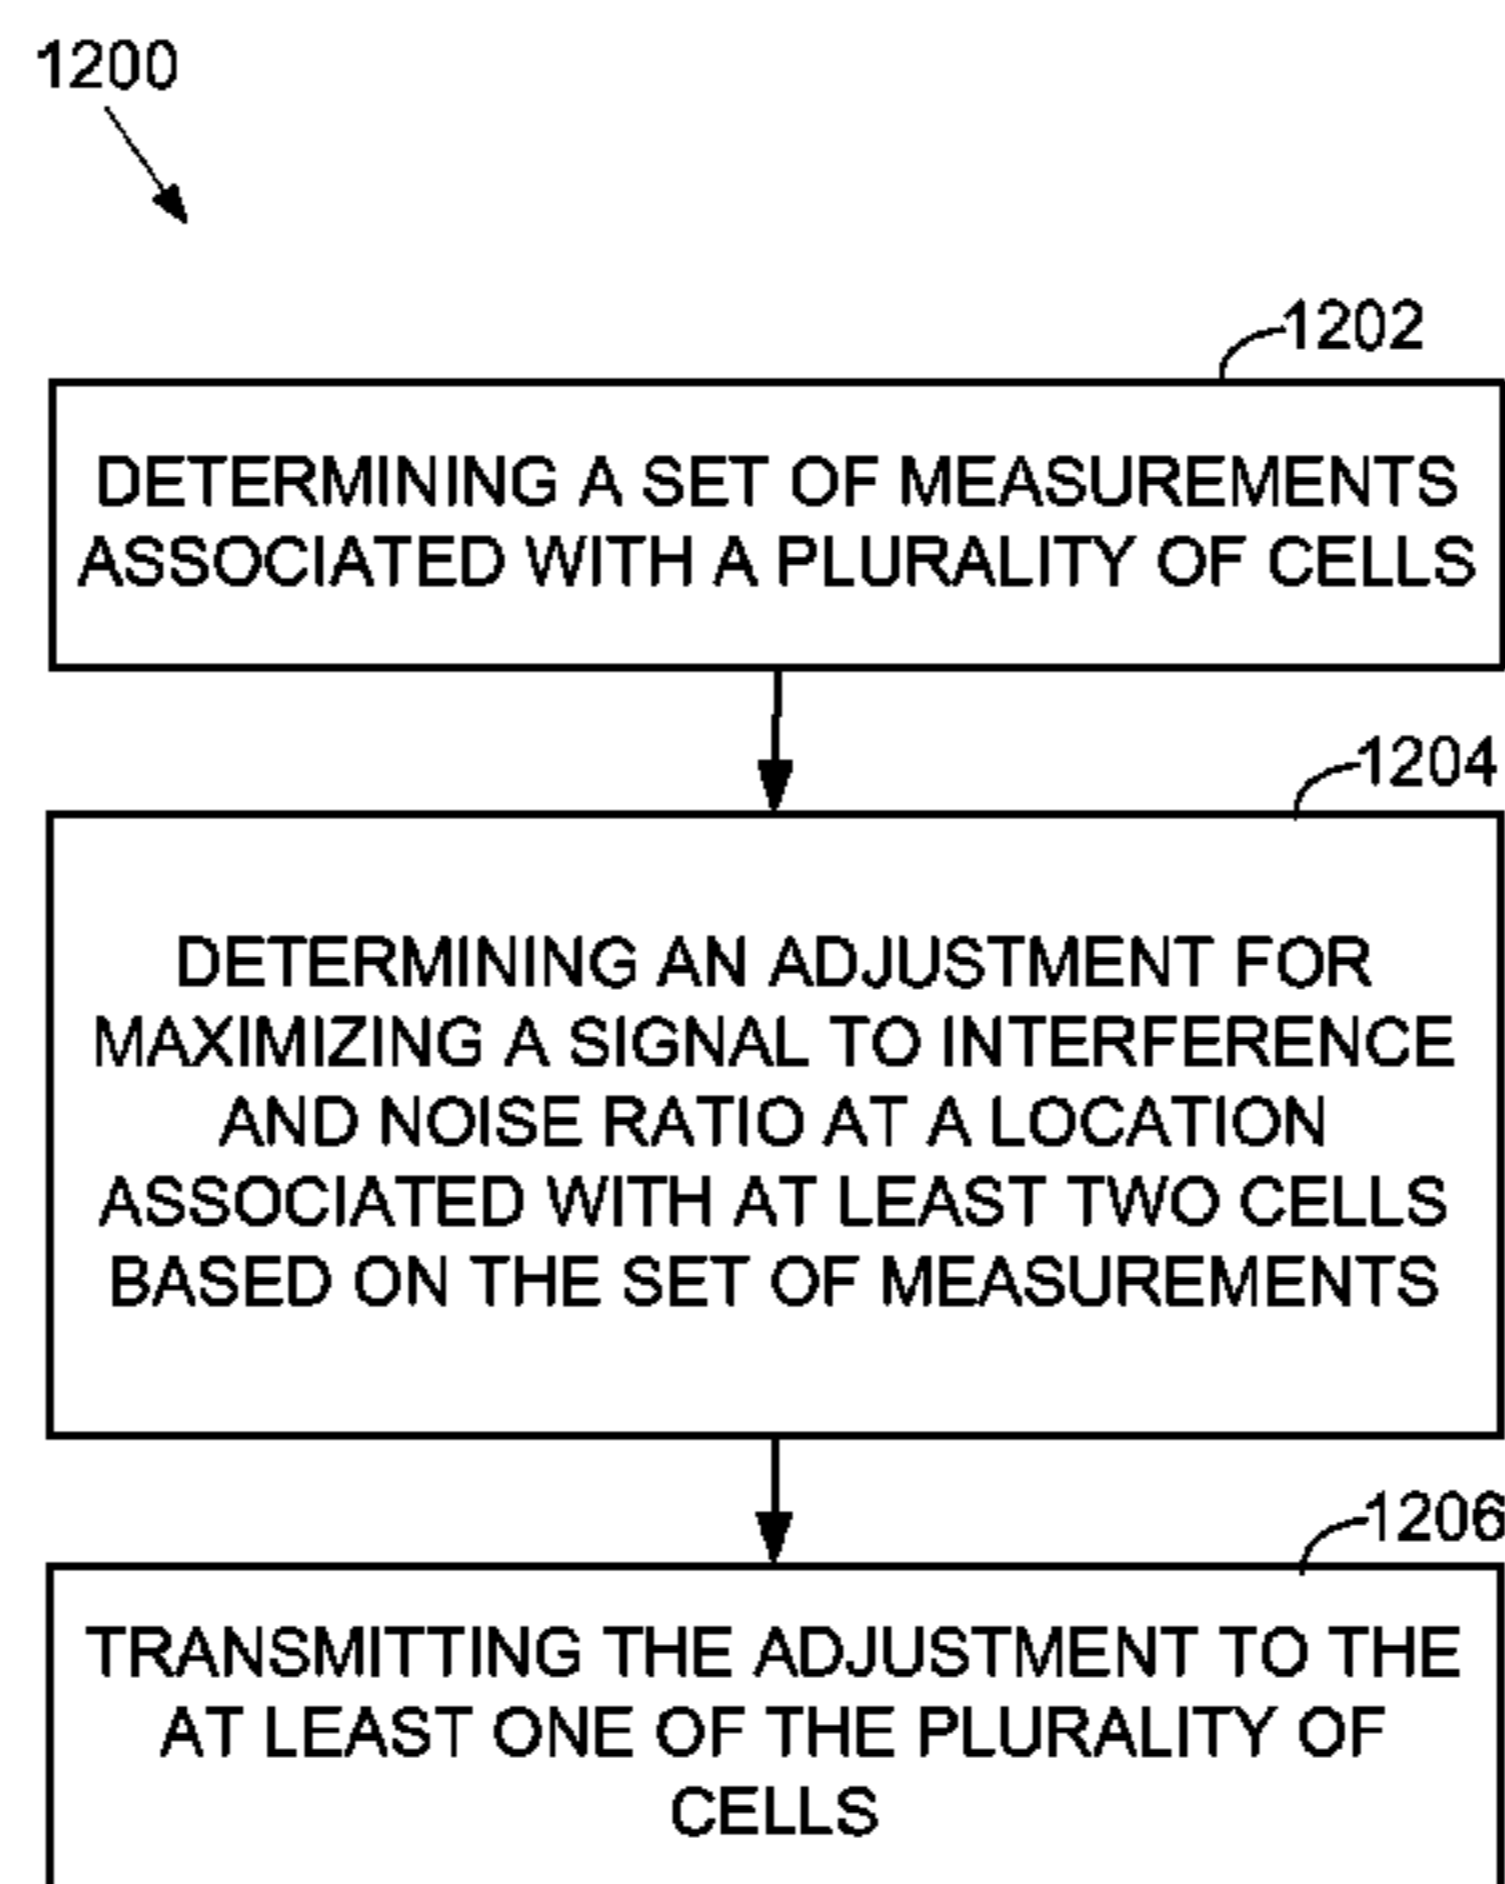 1200
1202
DETERMINING A SET OF MEASUREMENTS
ASSOCIATED WITH A PLURALITY OF CELLS
1204
DETERMINING AN ADJUSTMENT FOR
MAXIMIZING A SIGNAL TO INTERFERENCE
AND NOISE RATIO AT A LOCATION
ASSOCIATED WITH AT LEAST TWO CELLS
BASED ON THE SET OF MEASUREMENTS
1206
TRANSMITTING THE ADJUSTMENT TO THE
AT LEAST ONE OF THE PLURALITY OF
CELLS